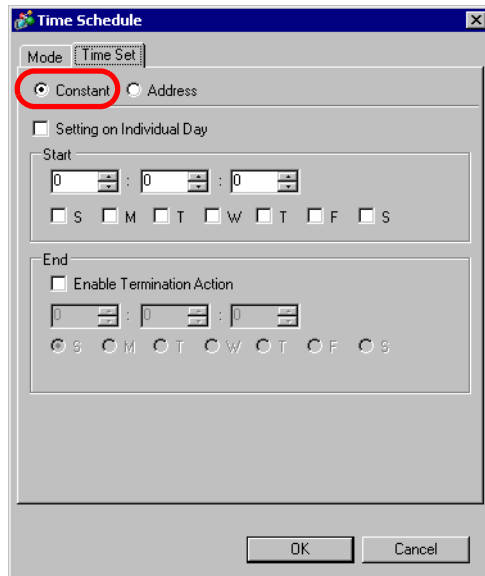 Time Schedule
Mode Time Set
Constant Address
Setting on Individual Day
Start
0 : 0 : 0
S M T W T F S
End
Enable Termination Action
0 : 0 : 0
S M T W T F S
OK Cancel